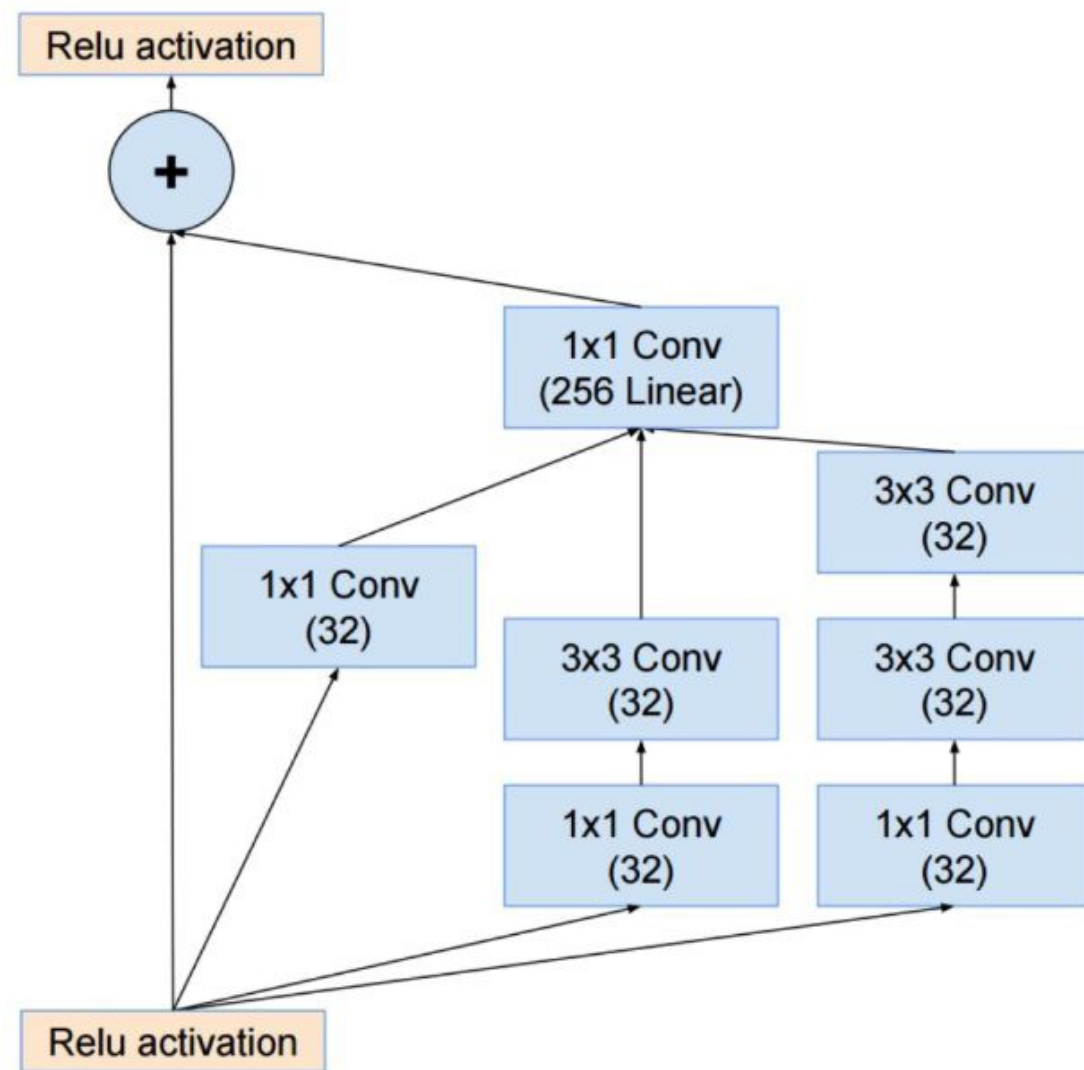 Relu activation
+
1x1 Conv
(256 Linear)
3x3 Conv
(32)
1x1 Conv
(32)
3x3 Conv
(32)
3x3 Conv
(32)
1x1 Conv
(32)
1x1 Conv
(32)
Relu activation